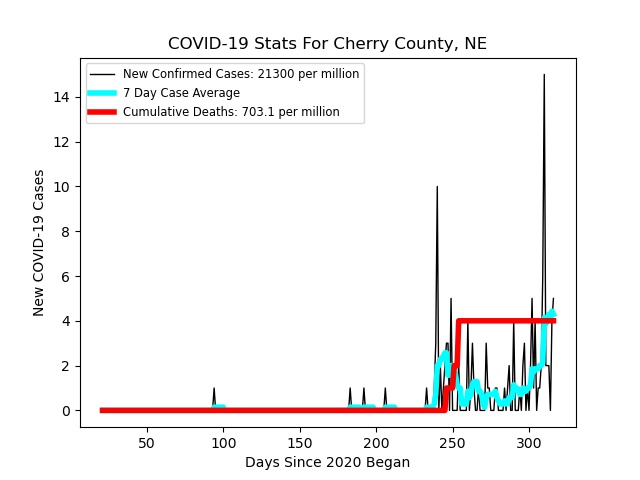 COVID-19 Stats For Cherry County, NE
New Confirmed Cases: 21300 per million
7 Day Case Average
Cumulative Deaths: 703.1 per million
New COVID-19 Cases
14
12
10
8
6
4
2
0
50 100 150 200 250 300
Days Since 2020 Began